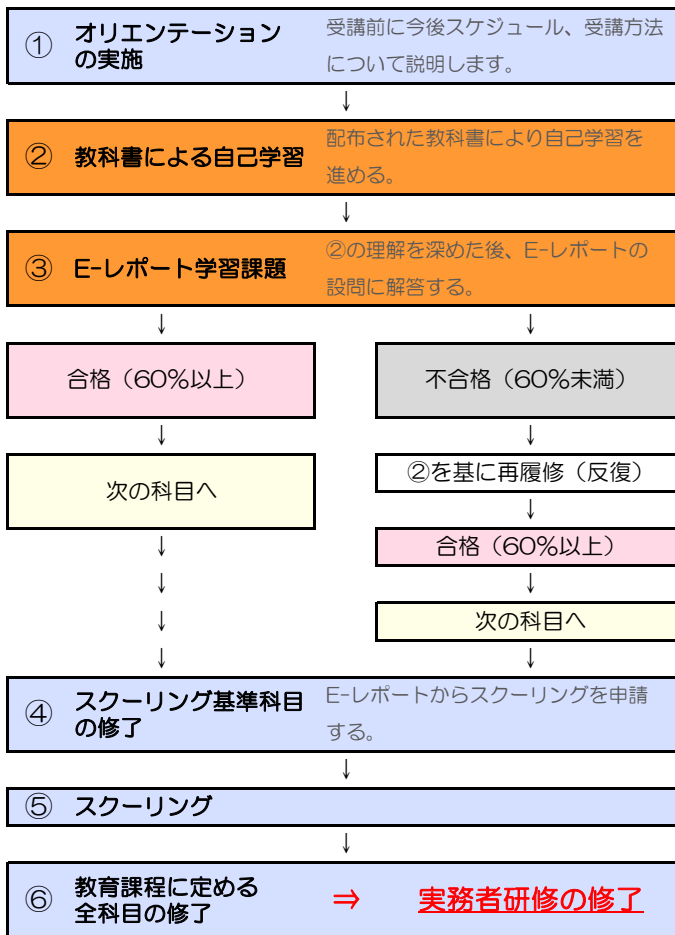 ① オリエンテーション
の実施
受講前に今後スケジュール、受講方法
について説明します。
↓
② 教科書による自己学習
配布された教科書により自己学習を
進める。
↓
③ E-レポート学習課題
②の理解を深めた後、E-レポートの
設問に解答する。
↓ ↓
合格（60%以上）
不合格（60%未満）
↓ ↓
次の科目へ
②を基に再履修（反復）
↓ ↓
合格（60%以上）
↓ ↓
↓
次の科目へ
↓ ↓
④ スクーリング基準科目
の修了
E-レポートからスクーリングを申請
する。
↓
⑤ スクーリング
↓
⑥ 教育課程に定める
全科目の修了
⇒ 実務者研修の修了